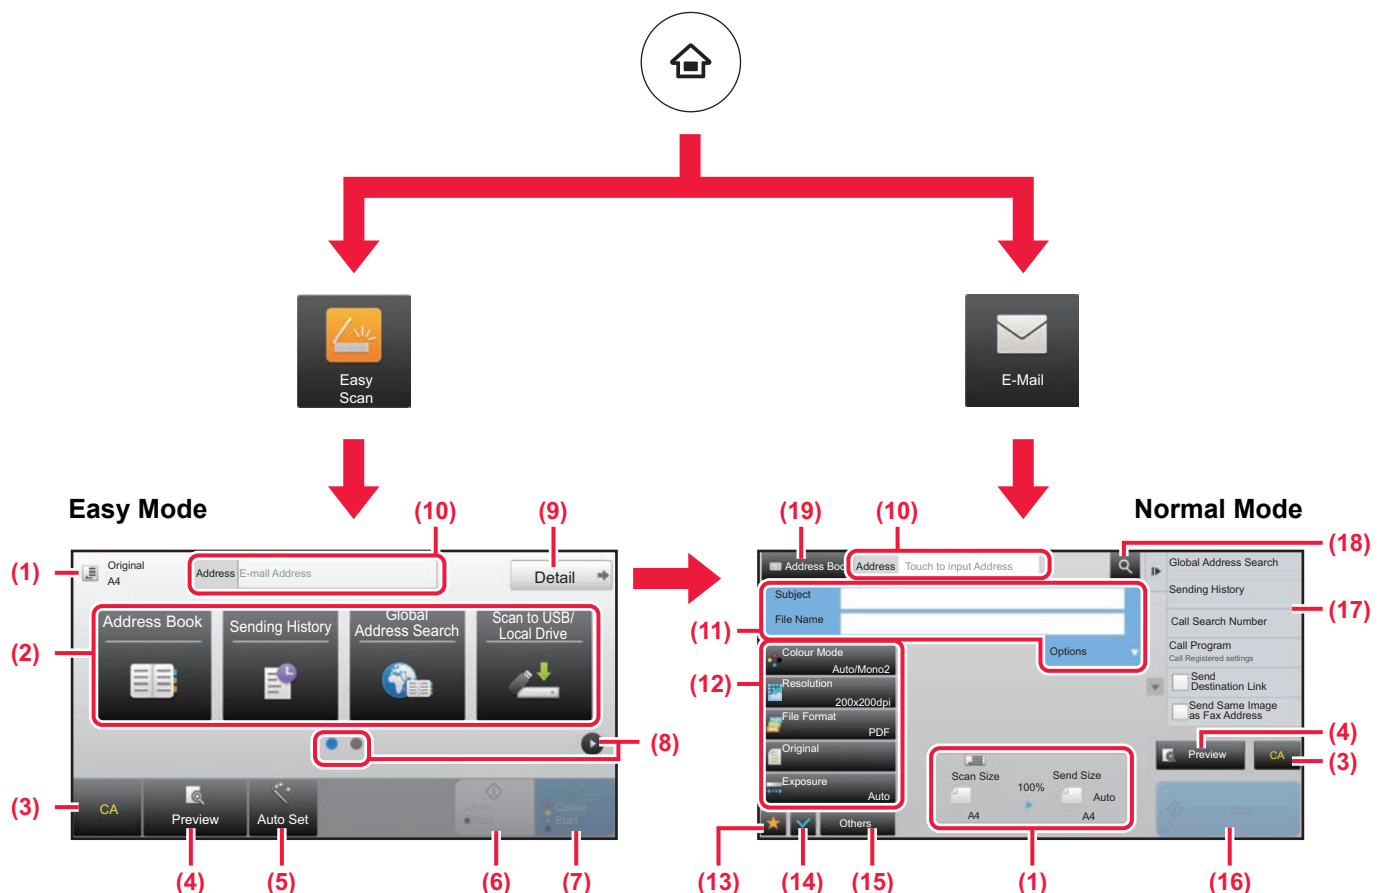 Easy
Scan
E-Mail
Easy Mode
(10)
(9)
(1)
Original
A4
Address
E-mail Address
Detail
(2)
Address Book
Sending History
Global
Address Search
Scan to USB/
Local Drive
(8)
(3)
CA
Preview
Auto Set
B/W
Start
Colour
Start
(4)
(5)
(6)
(7)
Normal Mode
(19)
(10)
(18)
Address Boo
Address
Touch to input Address
Global Address Search
Subject
Sending History
(17)
File Name
(11)
Call Search Number
Options
Call Program
Call Registered settings
(12)
Colour Mode
Auto/Mono2
Send
Destination Link
Resolution
200x200dpi
Send Same Image
as Fax Address
File Format
PDF
(4)
Original
Preview
CA
(3)
Exposure
Auto
Scan Size
100%
Send Size
Auto
A4
A4
Others
Start
(13)
(14)
(15)
(1)
(16)